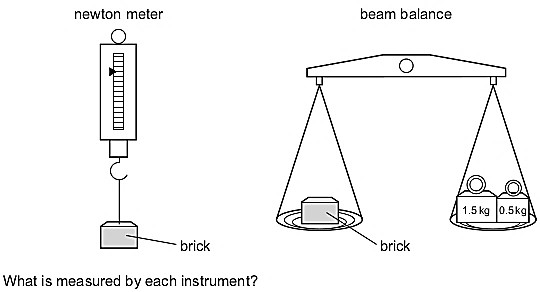 newton meter
beam balance
1.5 kg
0.5 kg
brick
brick
What is measured by each instrument?